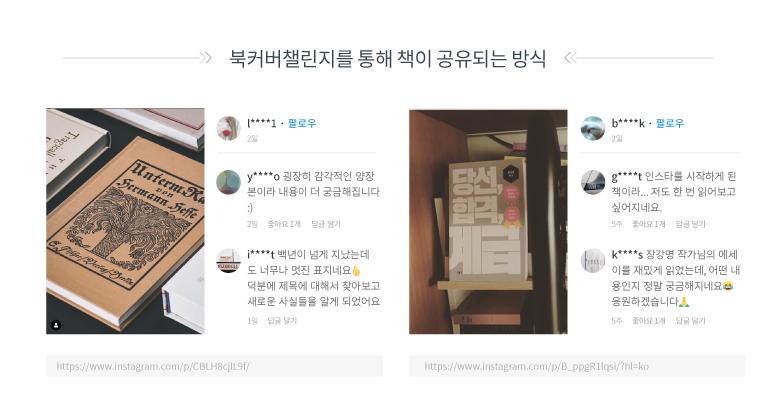 북커버챌린지를 통해 책이 공유되는 방식
Unterm Ra
von
Hermann Hesse
l****1 · 팔로우
2일
y****o 굉장히 감각적인 양장
본이라 내용이 더 궁금해집니다
:)
2일 좋아요 1개 답글 달기
i****t 백년이 넘게 지났는데
도 너무나 멋진 표지네요👍
덕분에 제목에 대해서 찾아보고
새로운 사실들을 알게 되었어요
1일 답글 달기
https://www.instagram.com/p/CBLH8cjlL9f/
당선,
합격,
계급
b****k · 팔로우
2일
g****t 인스타를 시작하게 된
책이라... 저도 한 번 읽어보고
싶어지네요.
5주 좋아요 1개 답글 달기
k****s 장강명 작가님의 에세
이를 재밌게 읽었는데, 어떤 내
용인지 정말 궁금해지네요😂
응원하겠습니다🙏
5주 좋아요 1개 답글 달기
https://www.instagram.com/p/B_ppgR1lqsi/?hl=ko